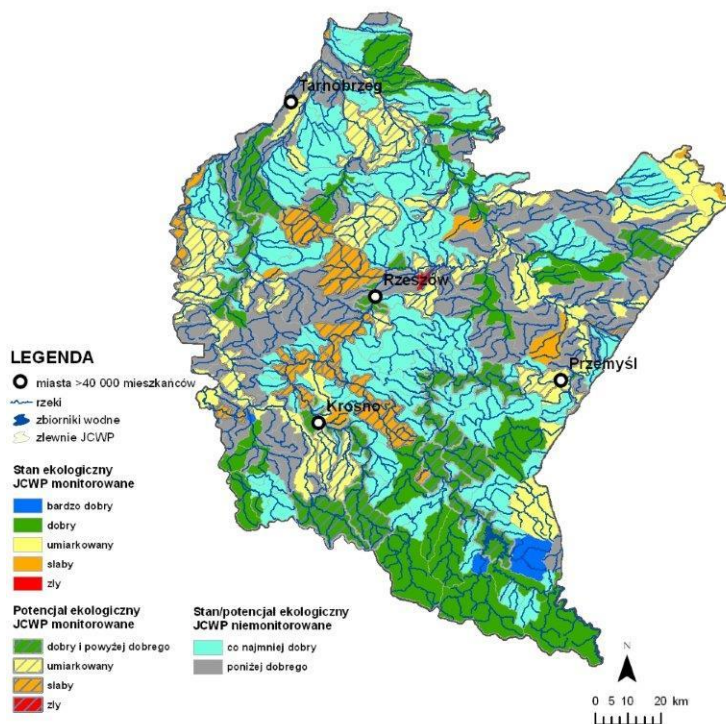 Tarnobrzeg
Rzeszów
Przemyśl
Krosno
LEGENDA
miasta >40 000 mieszkańców
rzeki
zbiorniki wodne
zlewnie JCWP
Stan ekologiczny
JCWP monitorowane
bardzo dobry
dobry
umiarkowany
słaby
zły
Potencjał ekologiczny
JCWP monitorowane
dobry i powyżej dobrego
umiarkowany
słaby
zły
Stan/potencjał ekologiczny
JCWP niemonitorowane
co najmniej dobry
poniżej dobrego
N
0 5 10 20 km